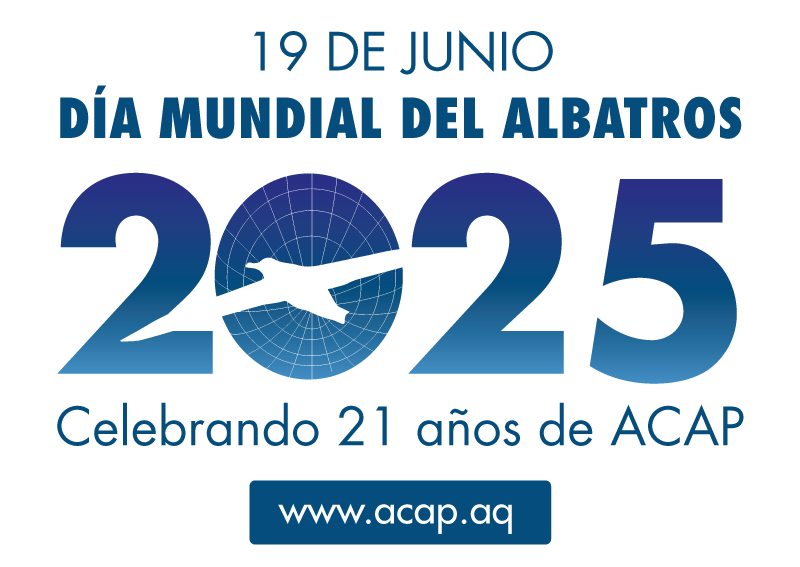 19 DE JUNIO
DÍA MUNDIAL DEL ALBATROS
2025
Celebrando 21 años de ACAP
www.acap.aq